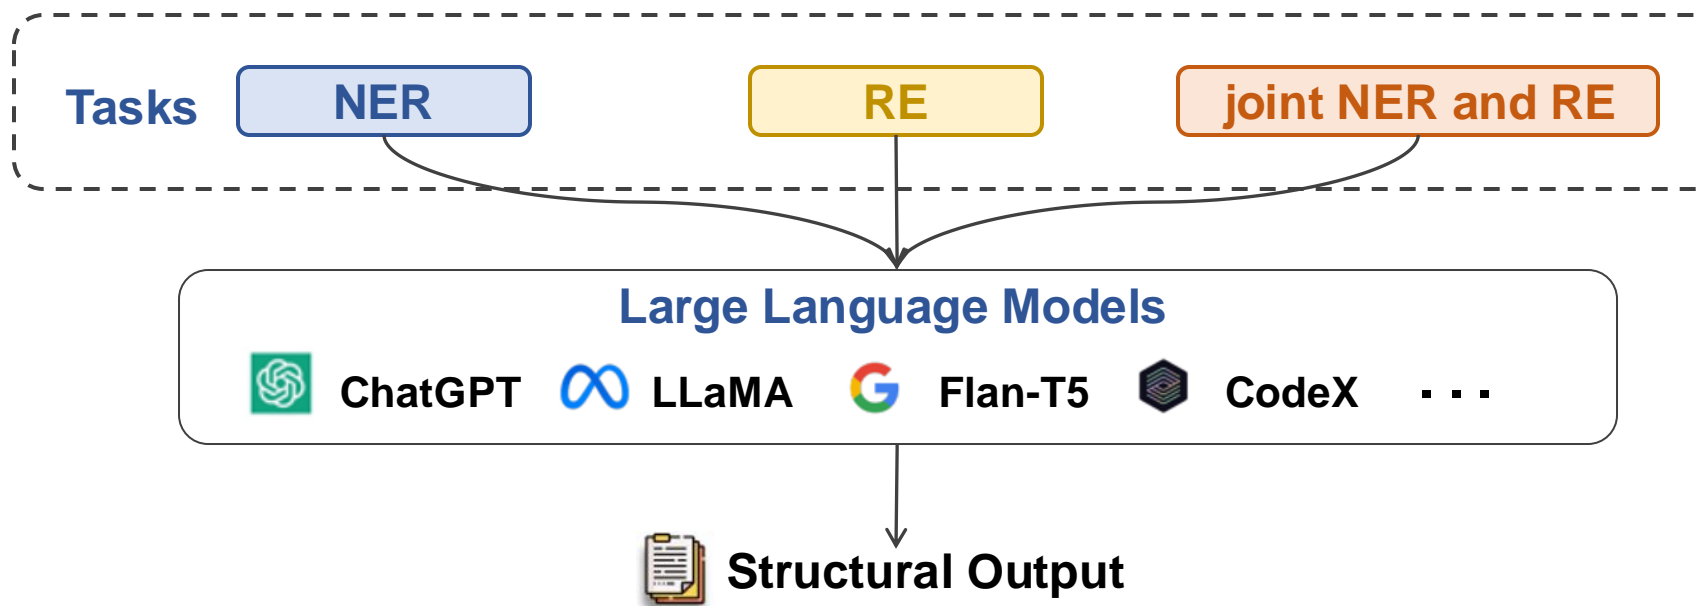 Tasks
NER
RE
joint NER and RE
Large Language Models
ChatGPT
LLaMA
Flan-T5
CodeX
...
Structural Output